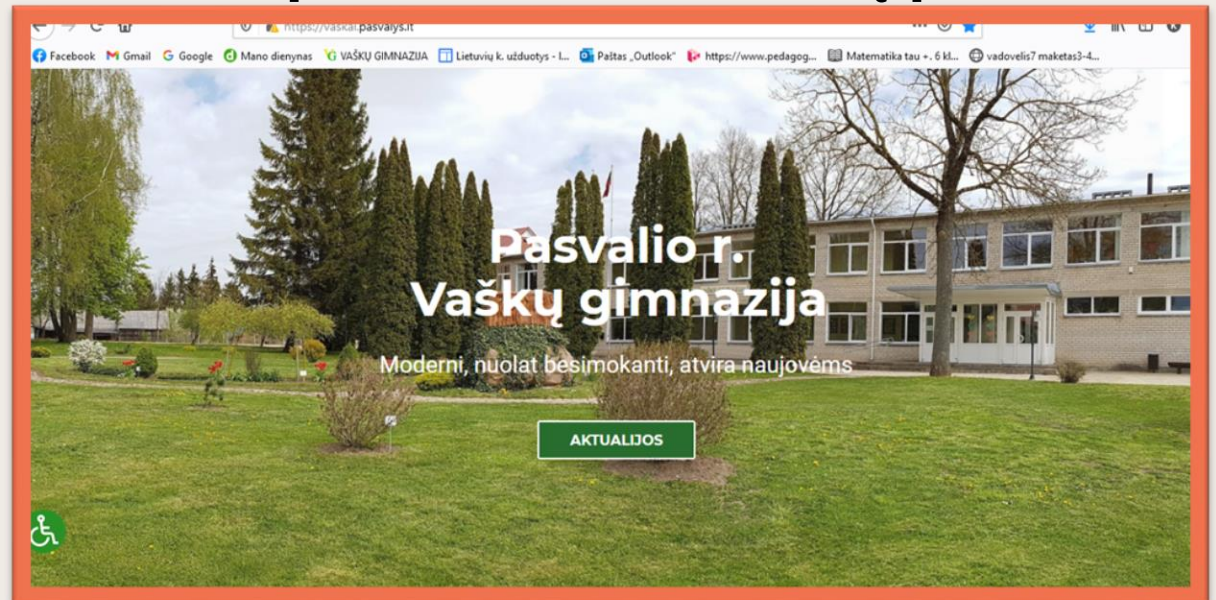 https://vaskai.pasvalys.it
Facebook Gmail Google Mano dienynas VAŠKŲ GIMNAZIJA Lietuvių k. užduotys - l... Paštas „Outlook“ https://www.pedagog... Matematika tau +. 6 kl... vadovelis7 maketas3-4...
Pasvalio r.
Vaškų gimnazija
Moderni, nuolat besimokanti, atvira naujovėms
AKTUALIJOS